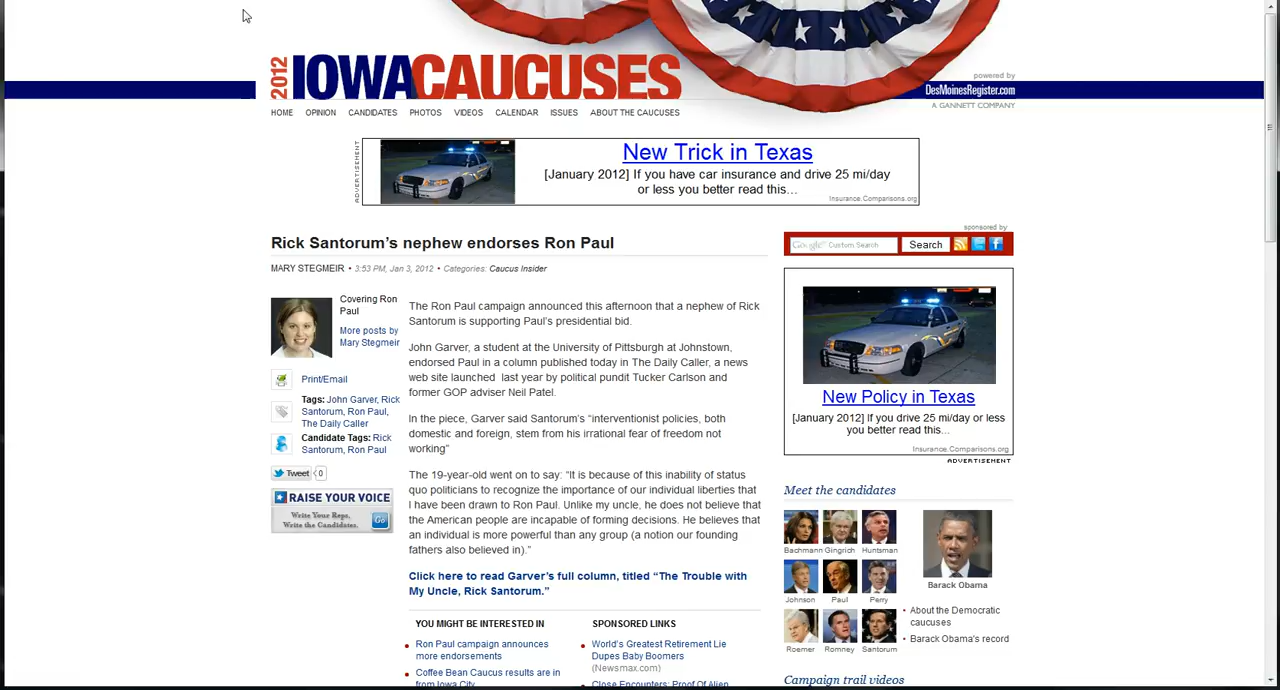 2012 IOWACAUCUSES
powered by
DesMoinesRegister.com
A GANNETT COMPANY
HOME OPINION CANDIDATES PHOTOS VIDEOS CALENDAR ISSUES ABOUT THE CAUCUSES
ADVERTISEMENT
New Trick in Texas
[January 2012] If you have car insurance and drive 25 mi/day
or less you better read this...
Insurance.Comparisons.org
Rick Santorum's nephew endorses Ron Paul
MARY STEGMEIR • 3:53 PM, Jan 3, 2012 • Categories: Caucus Insider
Covering Ron
Paul
More posts by
Mary Stegmeir
Print/Email
Tags: John Garver, Rick
Santorum, Ron Paul,
The Daily Caller
Candidate Tags: Rick
Santorum, Ron Paul
Tweet 0
RAISE YOUR VOICE
Write Your Reps,
Write the Candidates.
Go
The Ron Paul campaign announced this afternoon that a nephew of Rick
Santorum is supporting Paul's presidential bid.
John Garver, a student at the University of Pittsburgh at Johnstown,
endorsed Paul in a column published today in The Daily Caller, a news
web site launched last year by political pundit Tucker Carlson and
former GOP adviser Neil Patel.
In the piece, Garver said Santorum's “interventionist policies, both
domestic and foreign, stem from his irrational fear of freedom not
working”
The 19-year-old went on to say: “It is because of this inability of status
quo politicians to recognize the importance of our individual liberties that
I have been drawn to Ron Paul. Unlike my uncle, he does not believe that
the American people are incapable of forming decisions. He believes that
an individual is more powerful than any group (a notion our founding
fathers also believed in).”
Click here to read Garver's full column, titled “The Trouble with
My Uncle, Rick Santorum.”
YOU MIGHT BE INTERESTED IN
Ron Paul campaign announces
more endorsements
Coffee Bean Caucus results are in
from Iowa City
SPONSORED LINKS
World's Greatest Retirement Lie
Dupes Baby Boomers
(Newsmax.com)
Close Encounters: Proof Of Alien
sponsored by
Google Custom Search
Search
New Policy in Texas
[January 2012] If you drive 25 mi/day or less
you better read this...
Insurance.Comparisons.org
ADVERTISEMENT
Meet the candidates
Bachmann Gingrich Huntsman
Johnson Paul Perry
Roemer Romney Santorum
Barack Obama
About the Democratic
caucuses
Barack Obama's record
Campaign trail videos